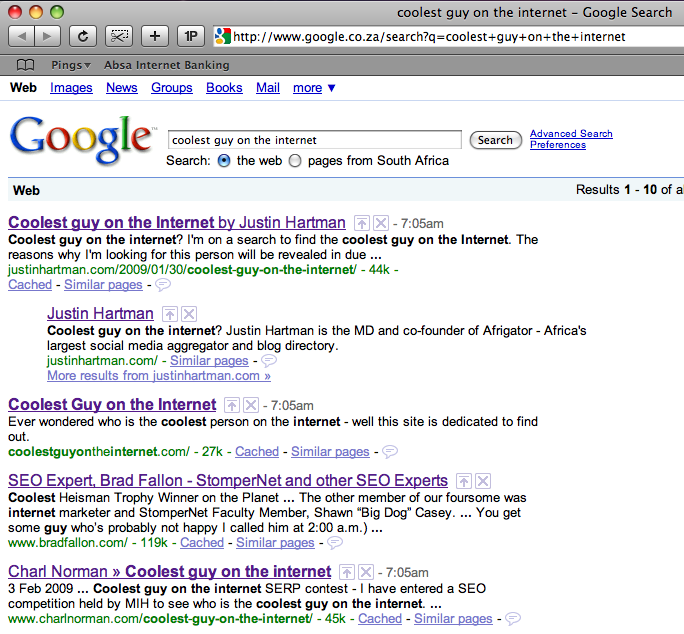 coolest guy on the internet – Google Search
1P
http://www.google.co.za/search?q=coolest+guy+on+the+internet
Pings▾ Absa Internet Banking
Web Images News Groups Books Mail more ▼
Google™
coolest guy on the internet
Search
Advanced Search
Preferences
Search: the web pages from South Africa
Web
Results 1 - 10 of a
Coolest guy on the Internet by Justin Hartman - 7:05am
Coolest guy on the internet? I'm on a search to find the coolest guy on the Internet. The
reasons why I'm looking for this person will be revealed in due ...
justinhartman.com/2009/01/30/coolest-guy-on-the-internet/ - 44k -
Cached - Similar pages -
Justin Hartman
Coolest guy on the internet? Justin Hartman is the MD and co-founder of Afrigator - Africa's
largest social media aggregator and blog directory.
justinhartman.com/ - Similar pages -
More results from justinhartman.com »
Coolest Guy on the Internet - 7:05am
Ever wondered who is the coolest person on the internet - well this site is dedicated to find
out.
coolestguyontheinternet.com/ - 27k - Cached - Similar pages -
SEO Expert, Brad Fallon - StomperNet and other SEO Experts
Coolest Heisman Trophy Winner on the Planet ... The other member of our foursome was
internet marketer and StomperNet Faculty Member, Shawn “Big Dog” Casey. ... You get
some guy who's probably not happy I called him at 2:00 a.m.) ...
www.bradfallon.com/ - 119k - Cached - Similar pages -
Charl Norman » Coolest guy on the internet - 7:05am
3 Feb 2009 ... Coolest guy on the internet SERP contest - I have entered a SEO
competition held by MIH to see who is the coolest guy on the internet. ...
www.charlnorman.com/coolest-guy-on-the-internet/ - 45k - Cached - Similar pages -